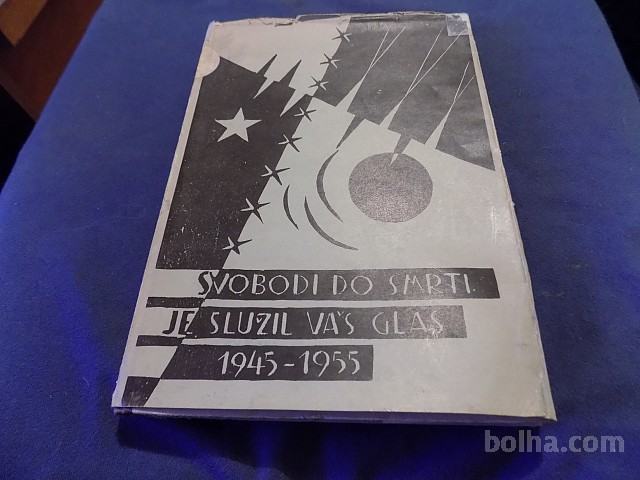 SVOBODI DO SMRTI
JE SLUŽIL VAŠ GLAS
1945-1955
bolha.com